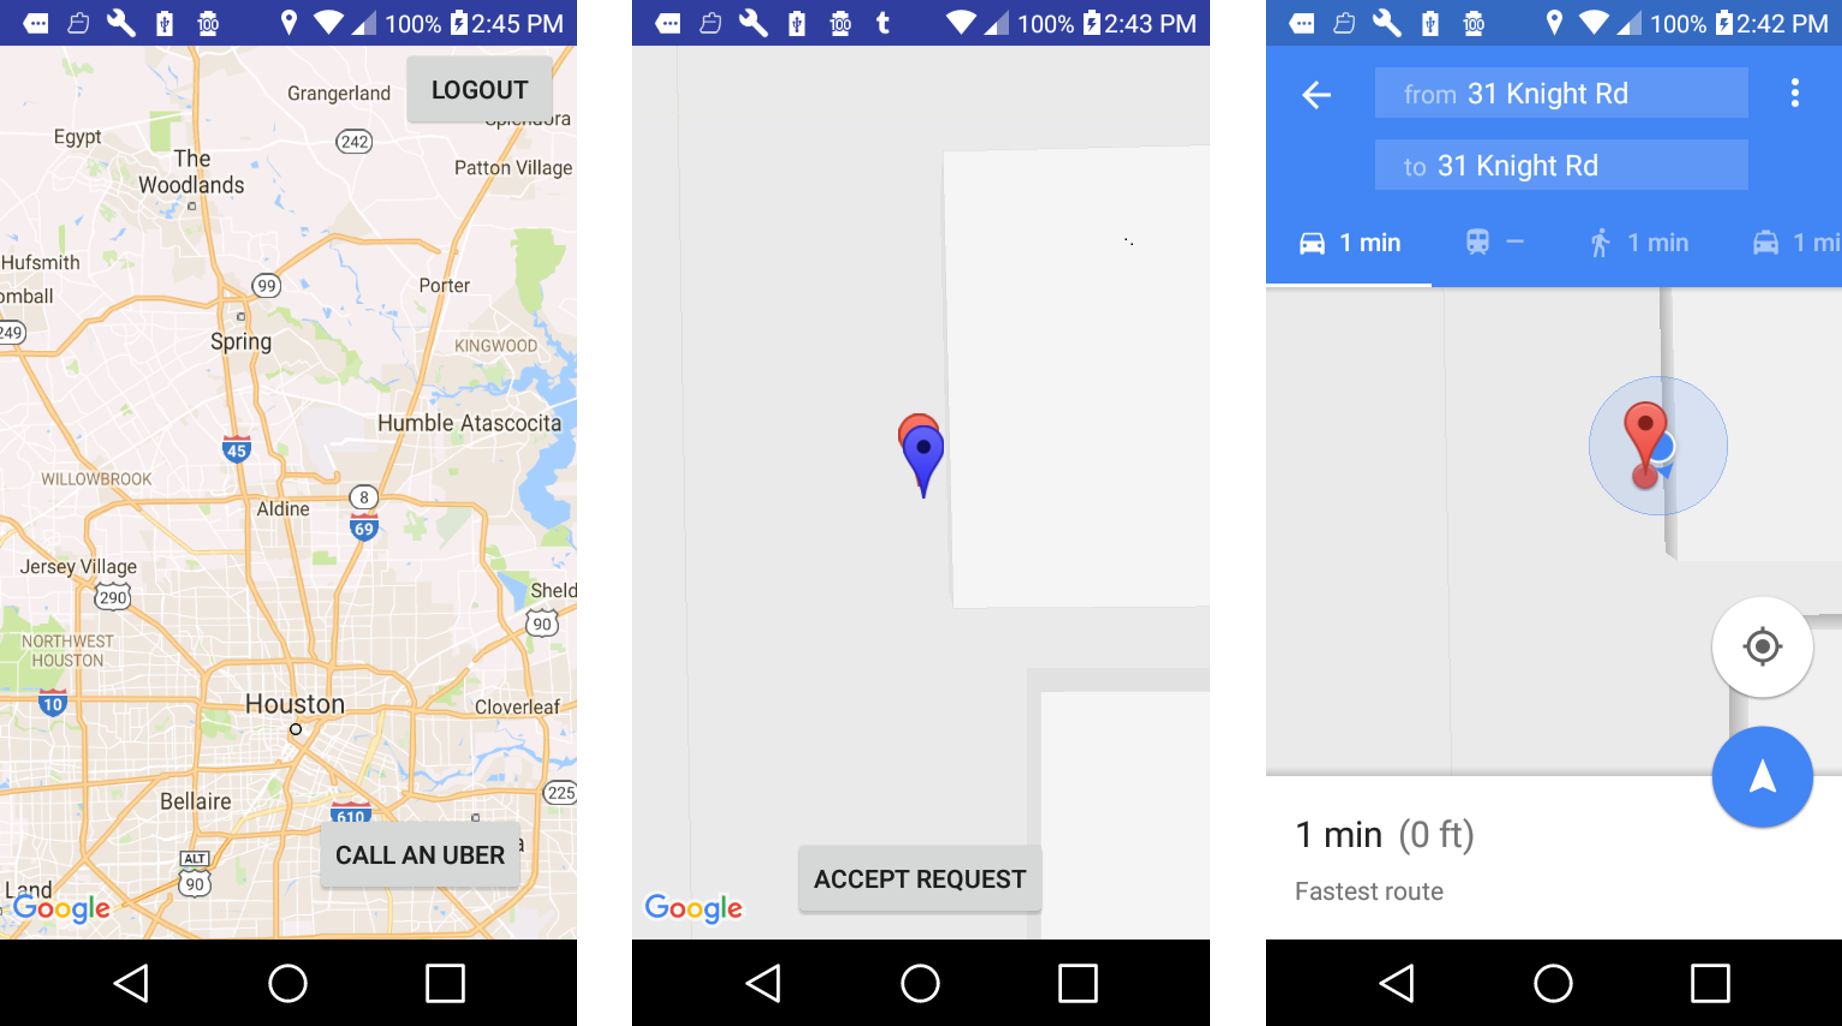 100 100% 2:45 PM
LOGOUT
Grangerland
Splendora
Egypt
242
The
Woodlands
Patton Village
Hufsmith
omball
99
Porter
249
Spring
KINGWOOD
Humble Atascocita
45
WILLOWBROOK
8
Aldine
69
Jersey Village
290
Sheld
90
NORTHWEST
HOUSTON
10
Houston
Cloverleaf
225
Bellaire
610
CALL AN UBER
a
ALT
90
Land
Google
100 t 100% 2:43 PM
ACCEPT REQUEST
Google
100 100% 2:42 PM
from 31 Knight Rd
to 31 Knight Rd
1 min — 1 min 1 mi
1 min (0 ft)
Fastest route